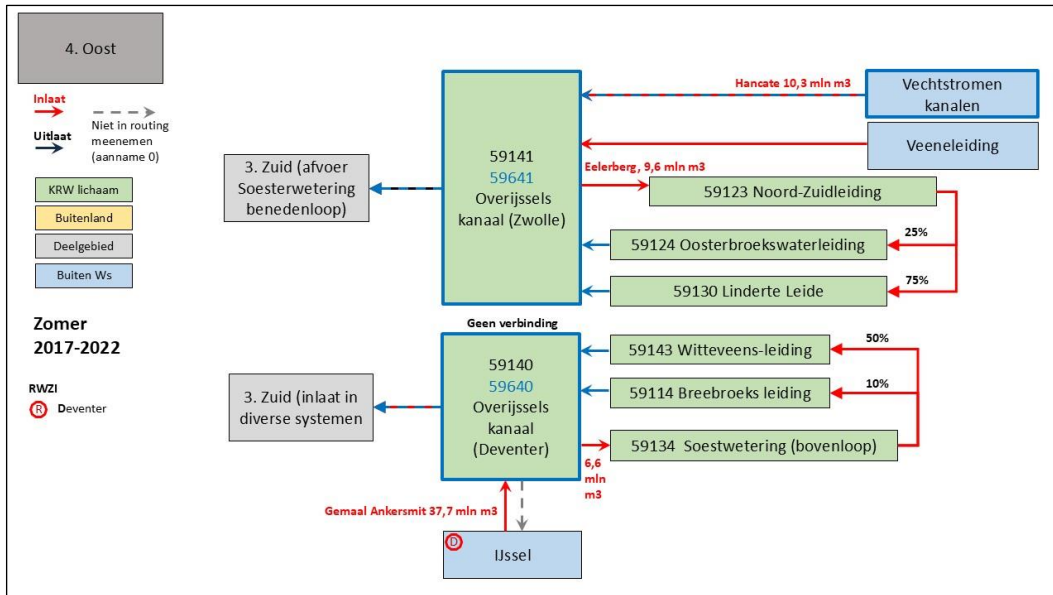 4. Oost
Inlaat
Uitlaat
Niet in routing
meenemen
(aanname 0)
KRW lichaam
Buitenland
Deelgebied
Buiten Ws
Zomer
2017-2022
RWZI
R Deventer
3. Zuid (afvoer
Soesterwetering
benedenloop)
59141
59641
Overijssels
kanaal (Zwolle)
Hancate 10,3 mln m3
Vechtstromen
kanalen
Veeneleiding
Eelerberg, 9,6 mln m3
59123 Noord-Zuidleiding
25%
59124 Oosterbroekswaterleiding
75%
59130 Linderte Leide
Geen verbinding
3. Zuid (inlaat in
diverse systemen
59140
59640
Overijssels
kanaal
(Deventer)
50%
59143 Witteveens-leiding
10%
59114 Breebroeks leiding
59134 Soestwetering (bovenloop)
6,6
mln
m3
Gemaal Ankersmit 37,7 mln m3
D
IJssel